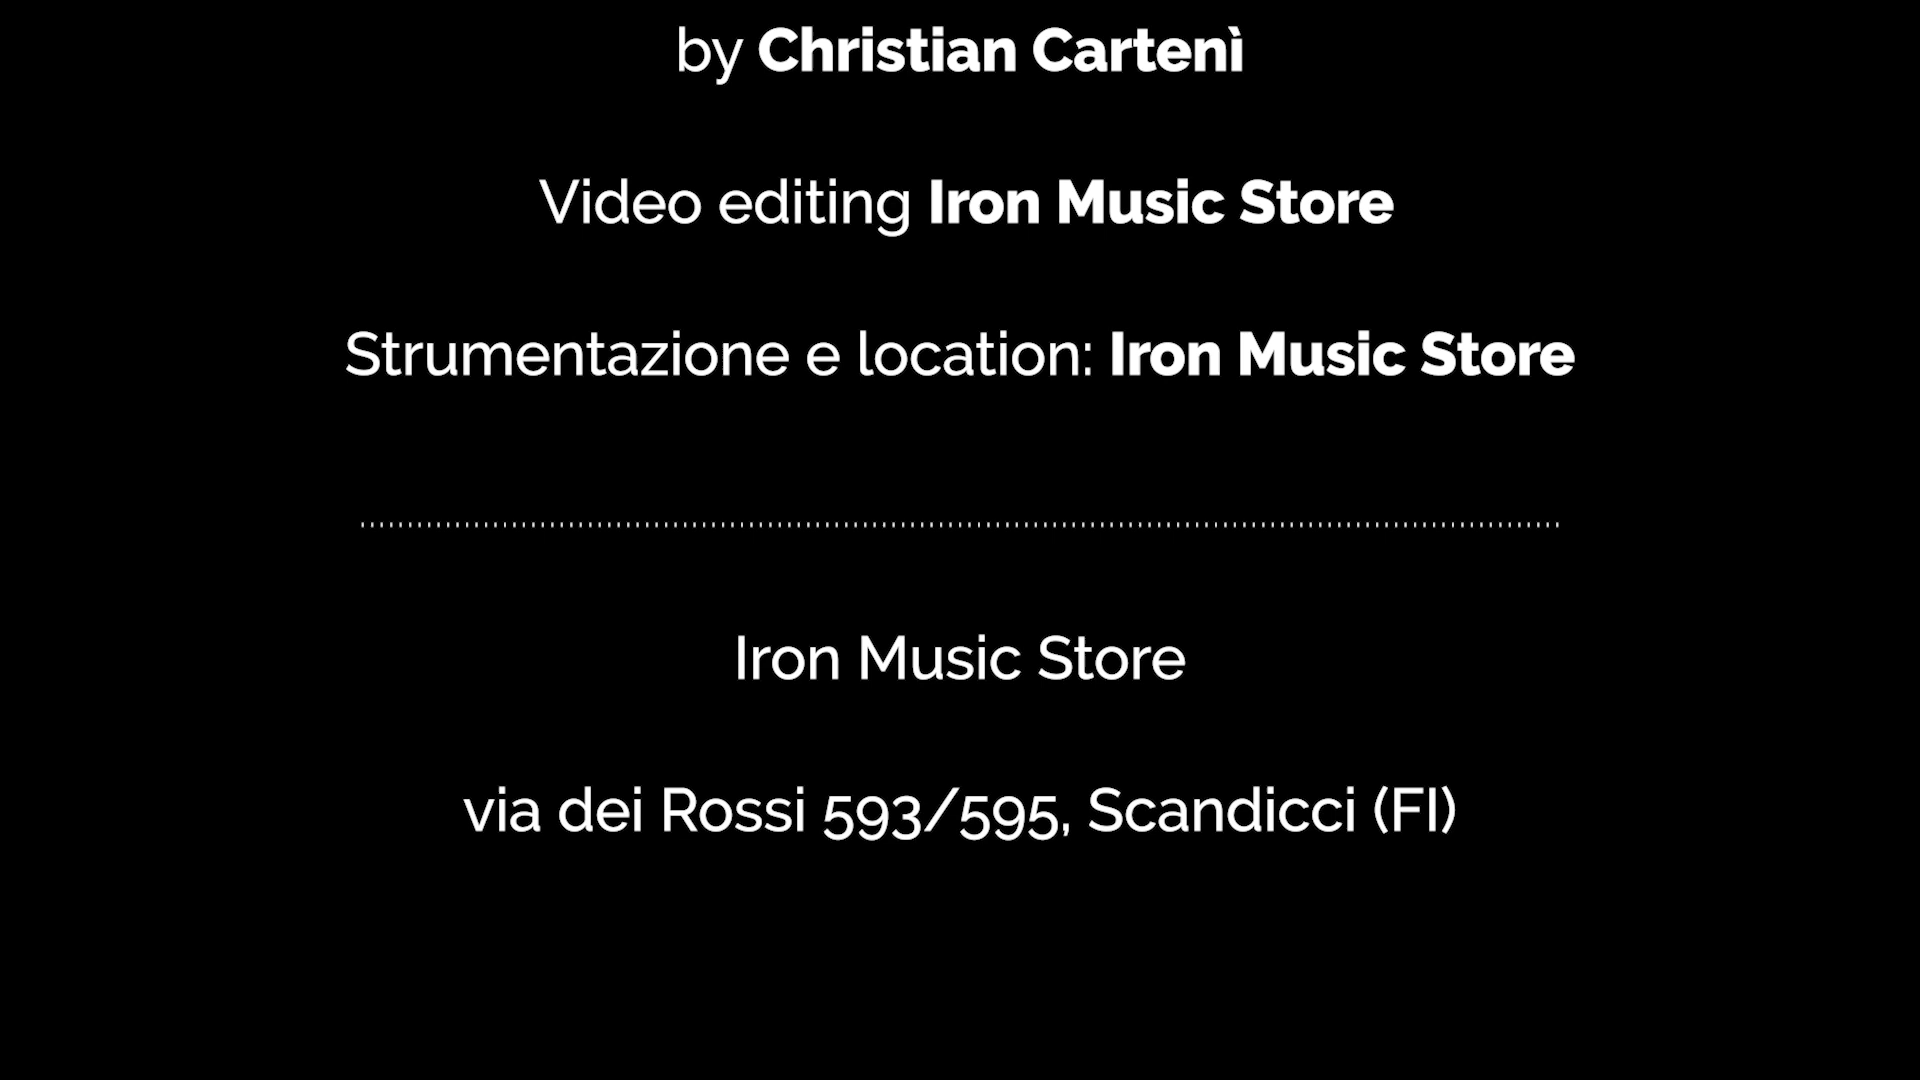 by Christian Cartenì
Video editing Iron Music Store
Strumentazione e location: Iron Music Store
Iron Music Store
via dei Rossi 593/595, Scandicci (FI)